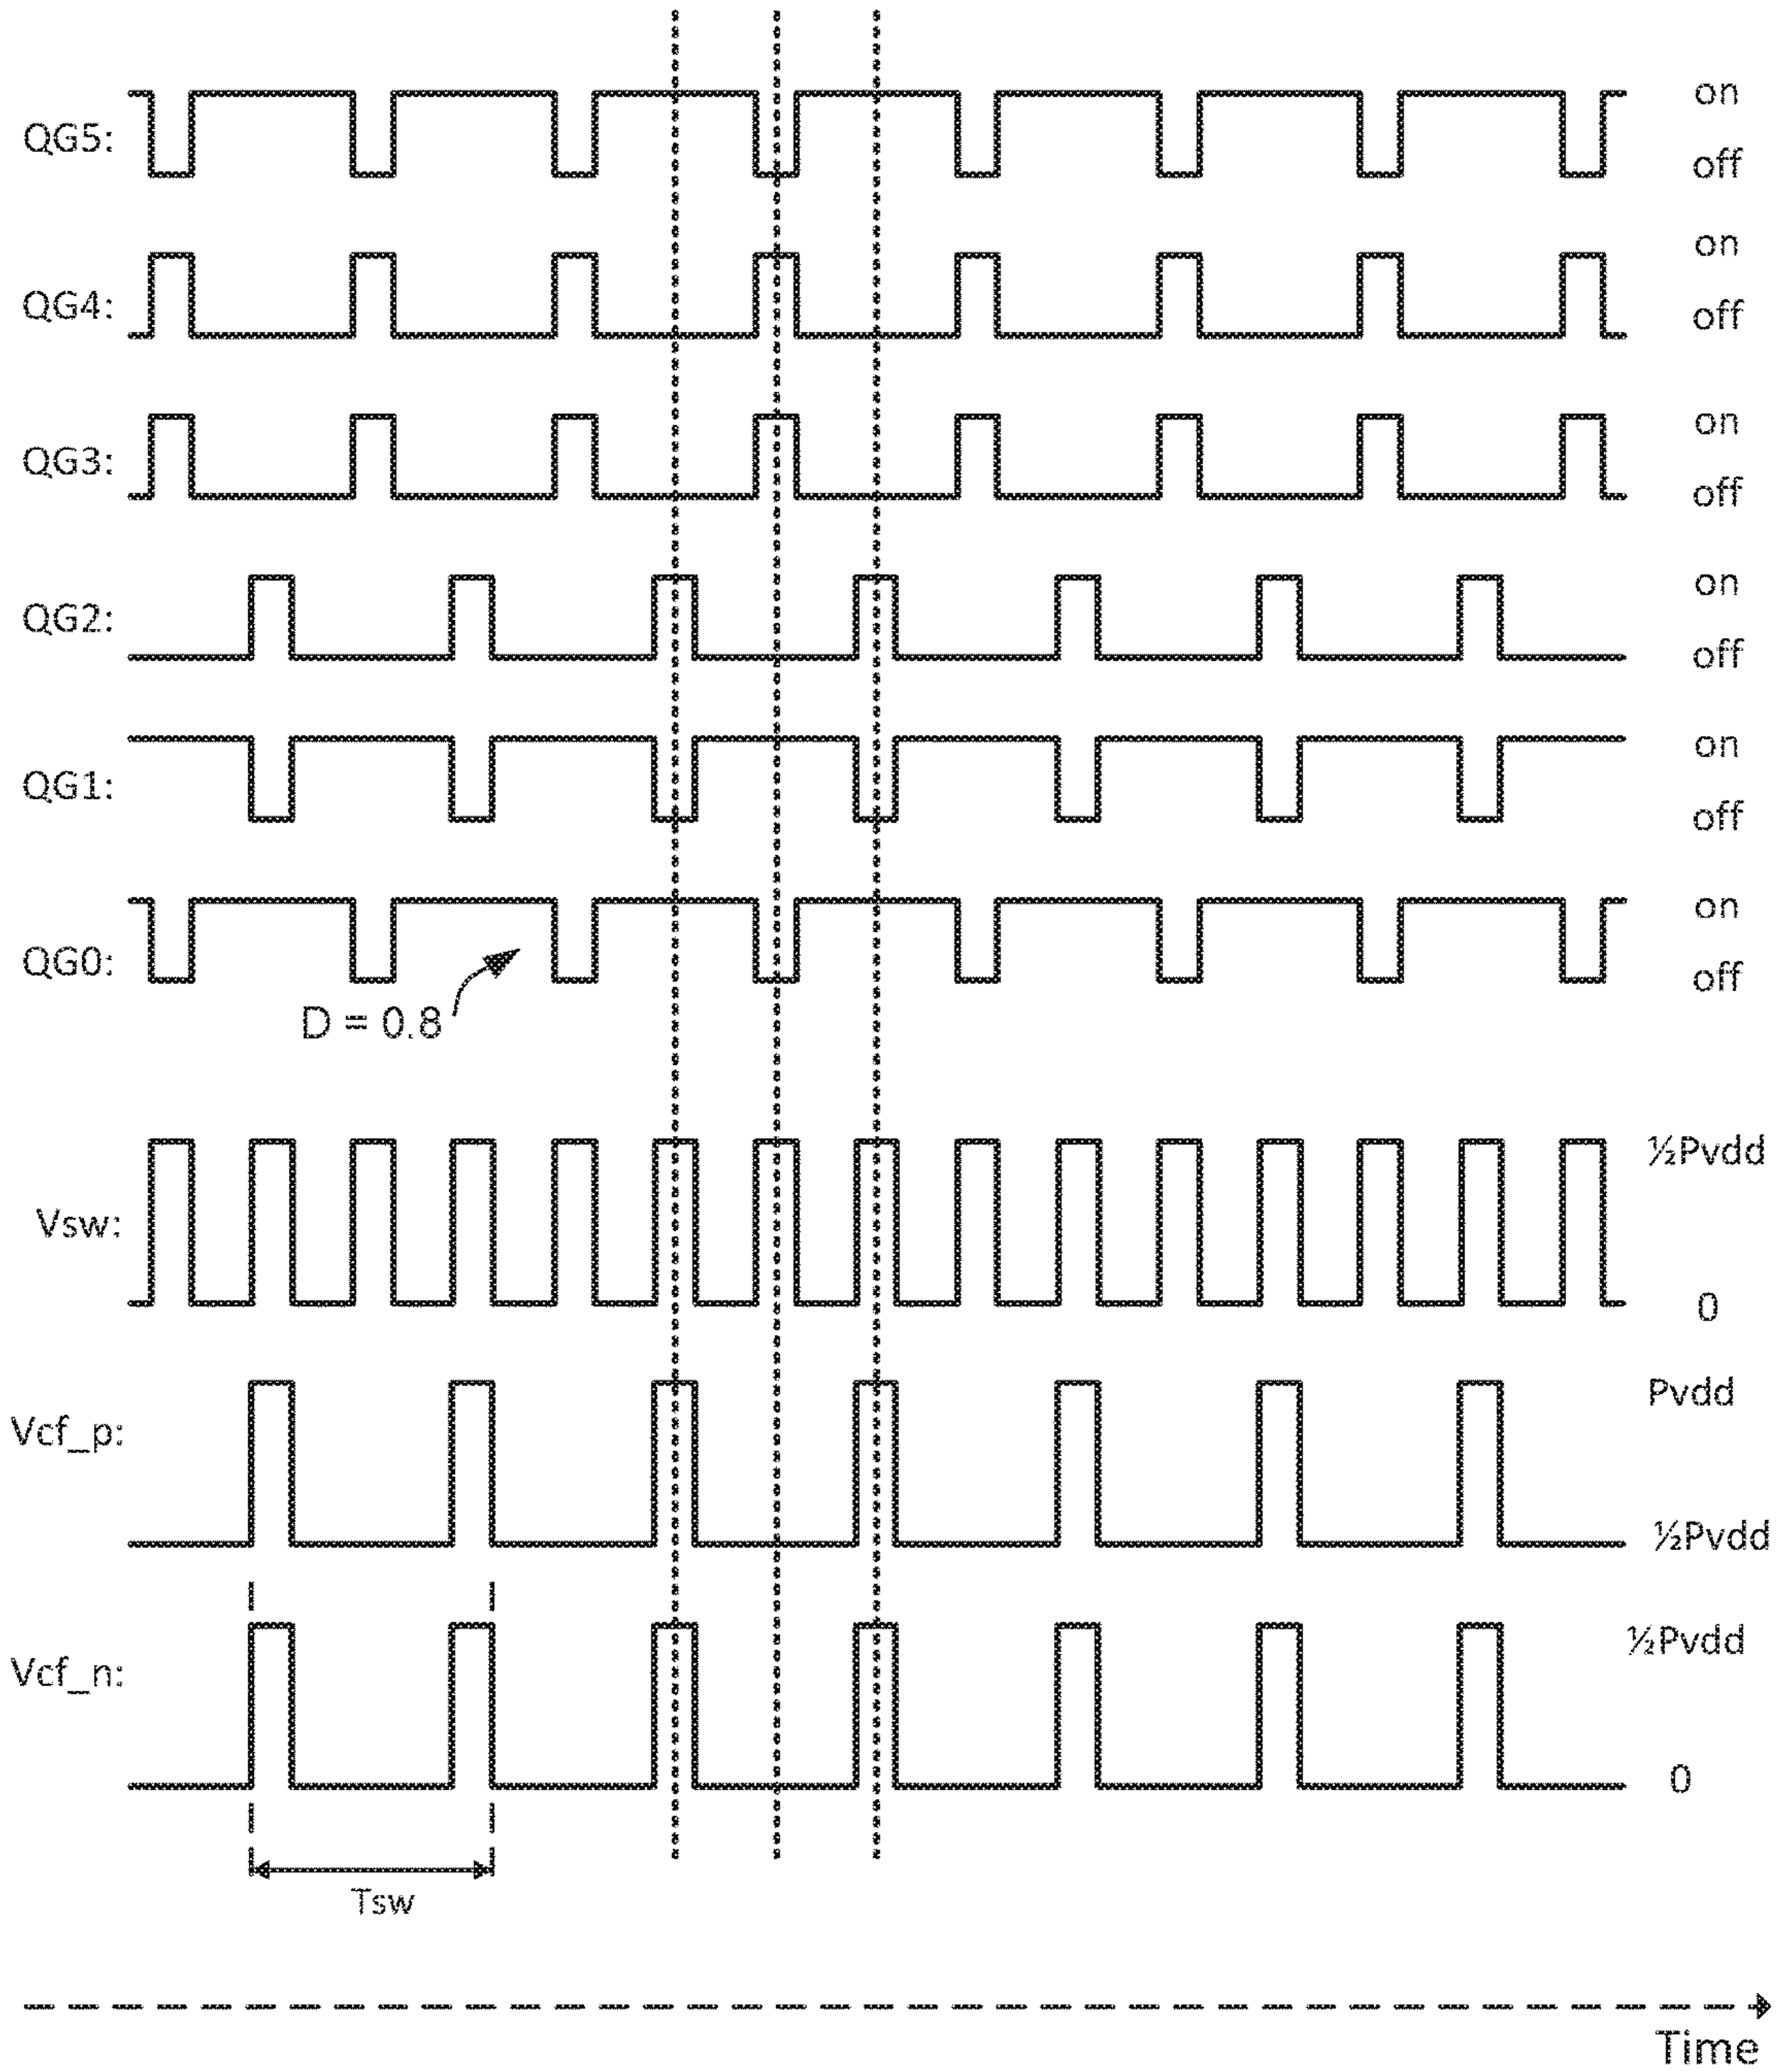 on
QG5:
off
on
QG4:
off
on
QG3:
off
on
QG2:
off
on
QG1:
off
on
QG0:
off
D = 0.8
½Pvdd
Vsw:
0
Pvdd
Vcf_p:
½Pvdd
½Pvdd
Vcf_n:
0
Tsw
Time